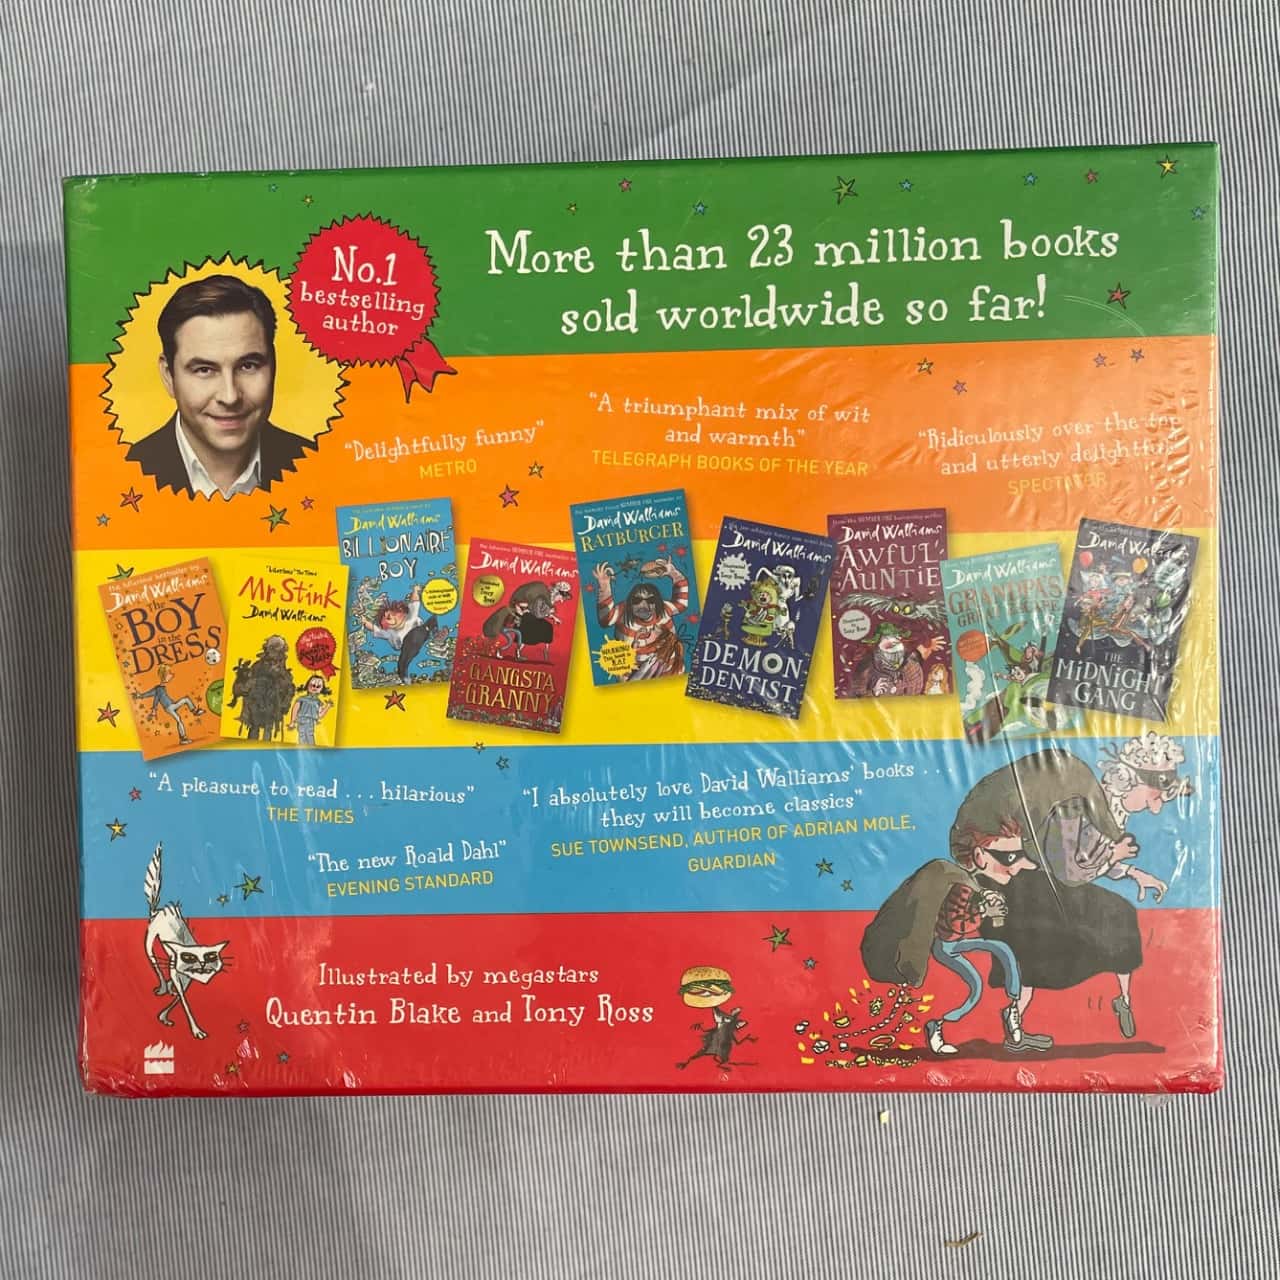 No.1
bestselling
author
More than 23 million books
sold worldwide so far!
"Delightfully funny"
METRO
"A triumphant mix of wit
and warmth"
TELEGRAPH BOOKS OF THE YEAR
"Ridiculously over-the-top
and utterly delightful"
SPECTATOR
David Walliams
The
BOY
in the
DRESS
Mr Stink
David Walliams
David Walliams
BILLIONAIRE
BOY
David Walliams
GANGSTA
GRANNY
David Walliams
RATBURGER
David Walliams
DEMON
DENTIST
David Walliams
AWFUL
AUNTIE
David Walliams
GRANDPA'S
GREAT
David Walliams
THE
MiDNiGHT
GANG
"A pleasure to read . . . hilarious"
THE TIMES
"The new Roald Dahl"
EVENING STANDARD
"I absolutely love David Walliams' books . .
they will become classics"
SUE TOWNSEND, AUTHOR OF ADRIAN MOLE,
GUARDIAN
Illustrated by megastars
Quentin Blake and Tony Ross